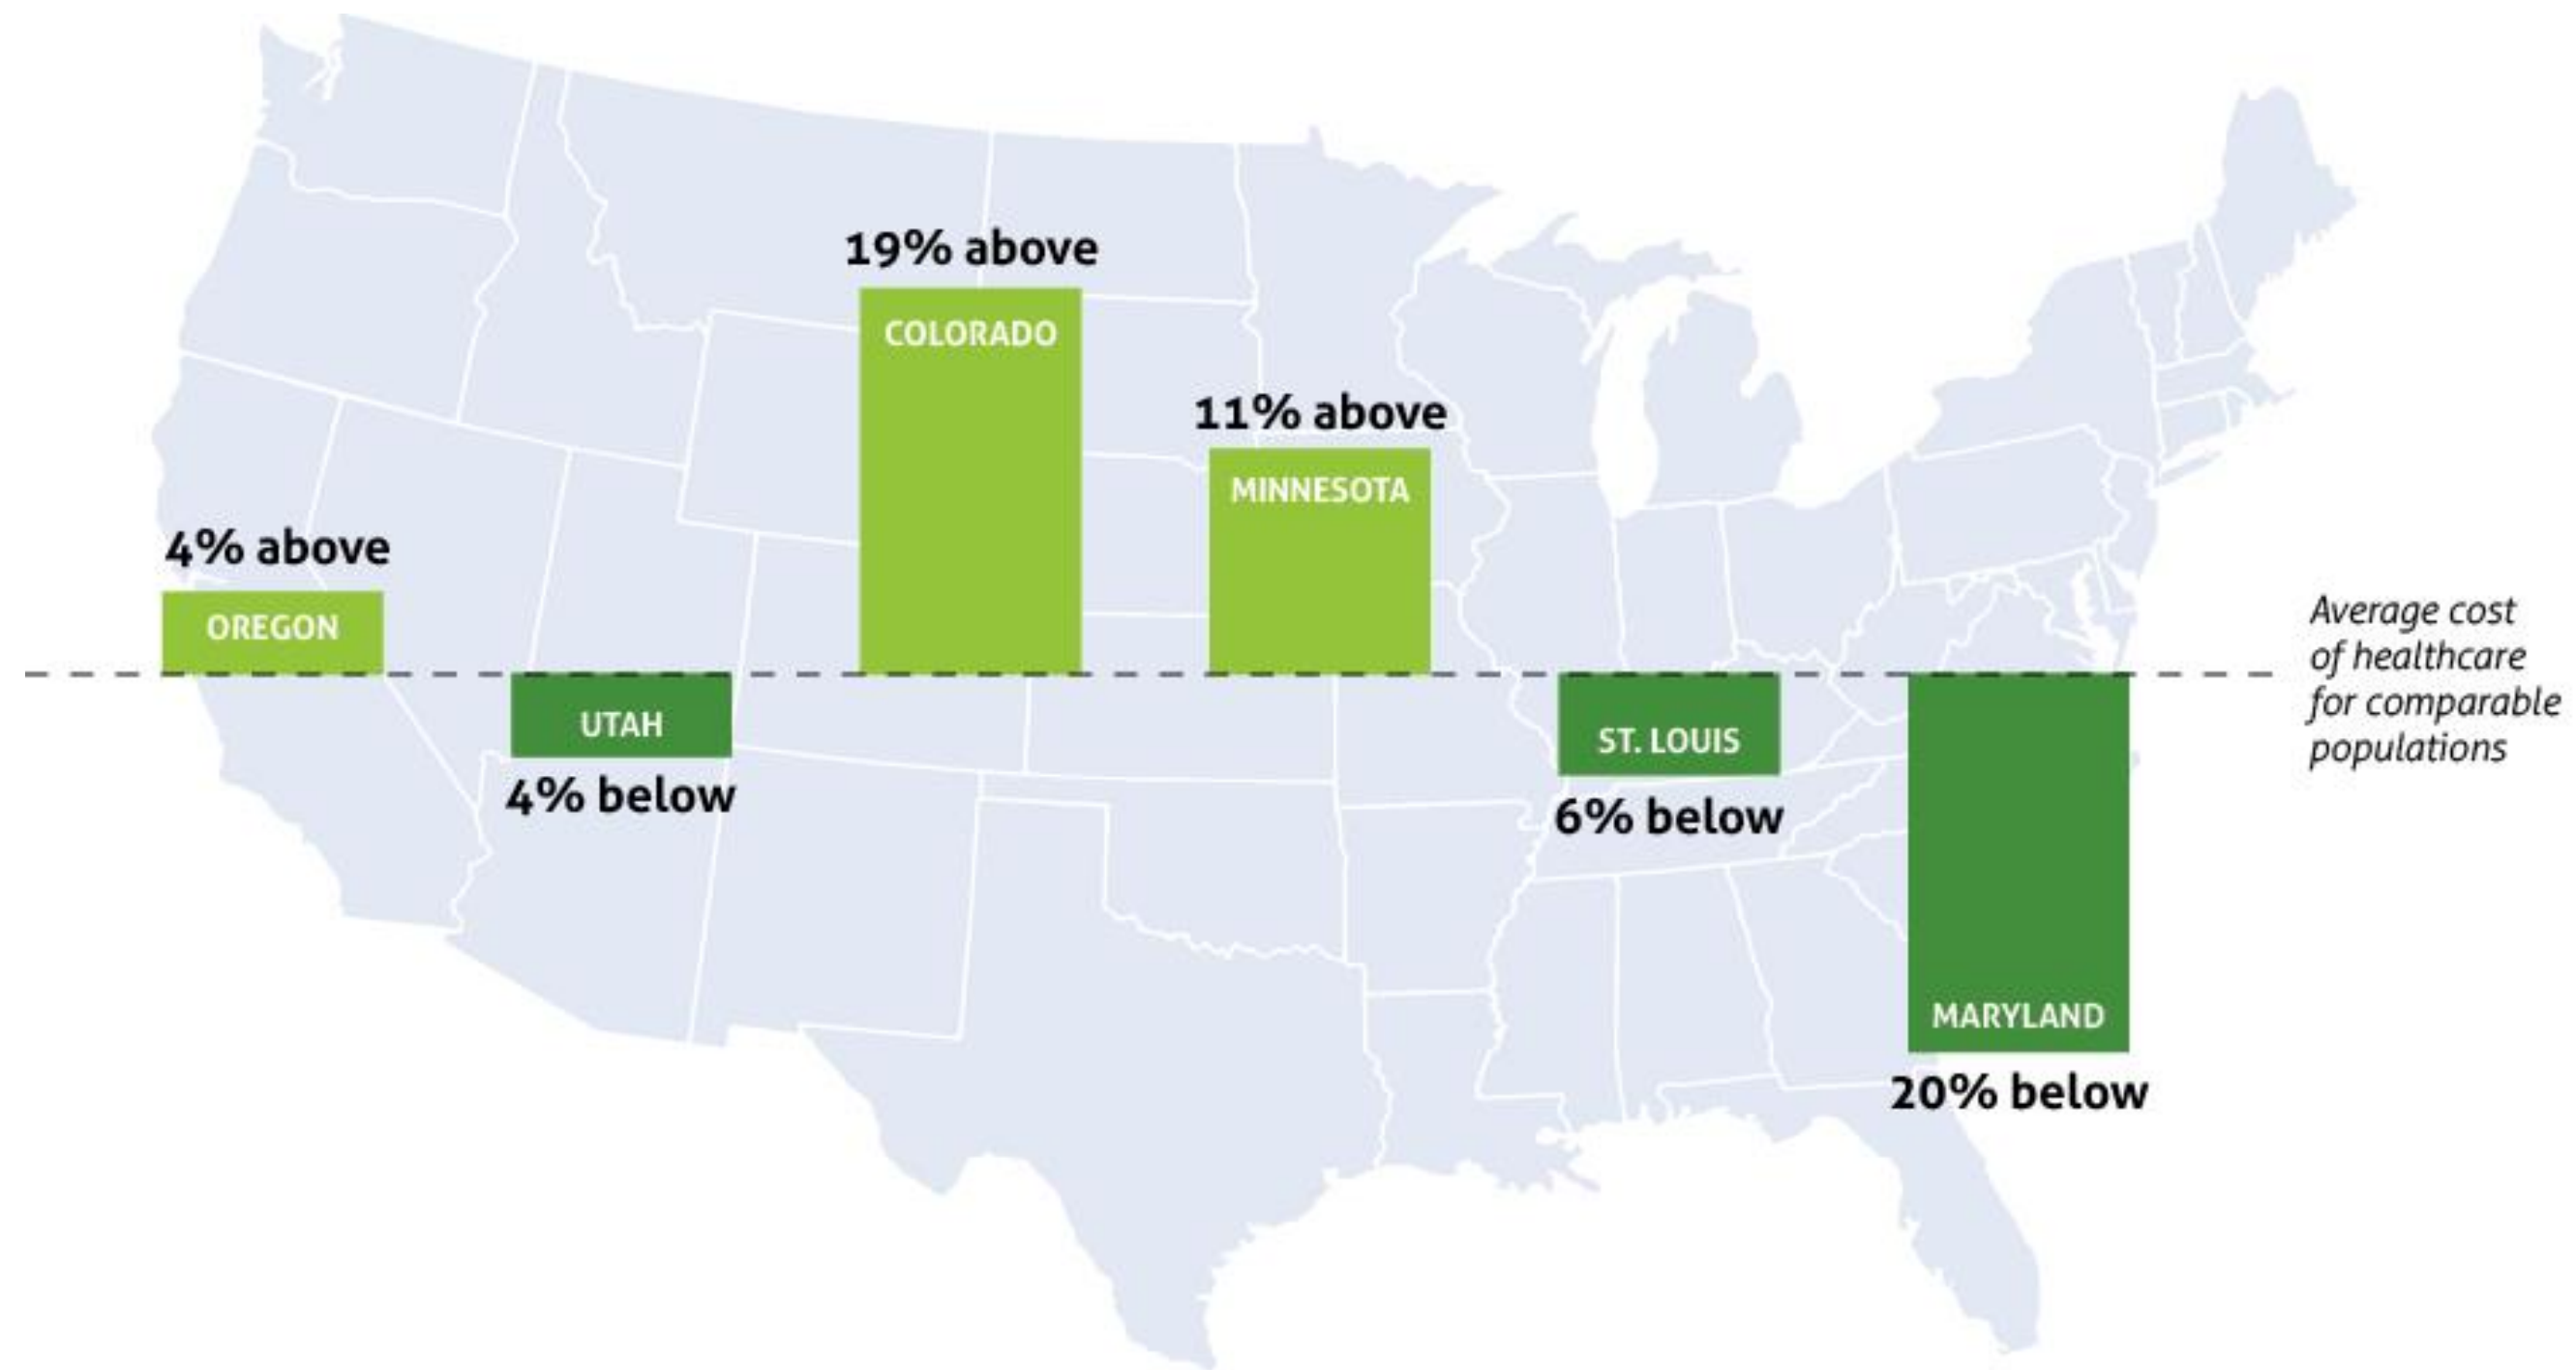 19% above
COLORADO
11% above
MINNESOTA
4% above
OREGON
Average cost
of healthcare
for comparable
populations
UTAH
4% below
ST. LOUIS
6% below
MARYLAND
20% below